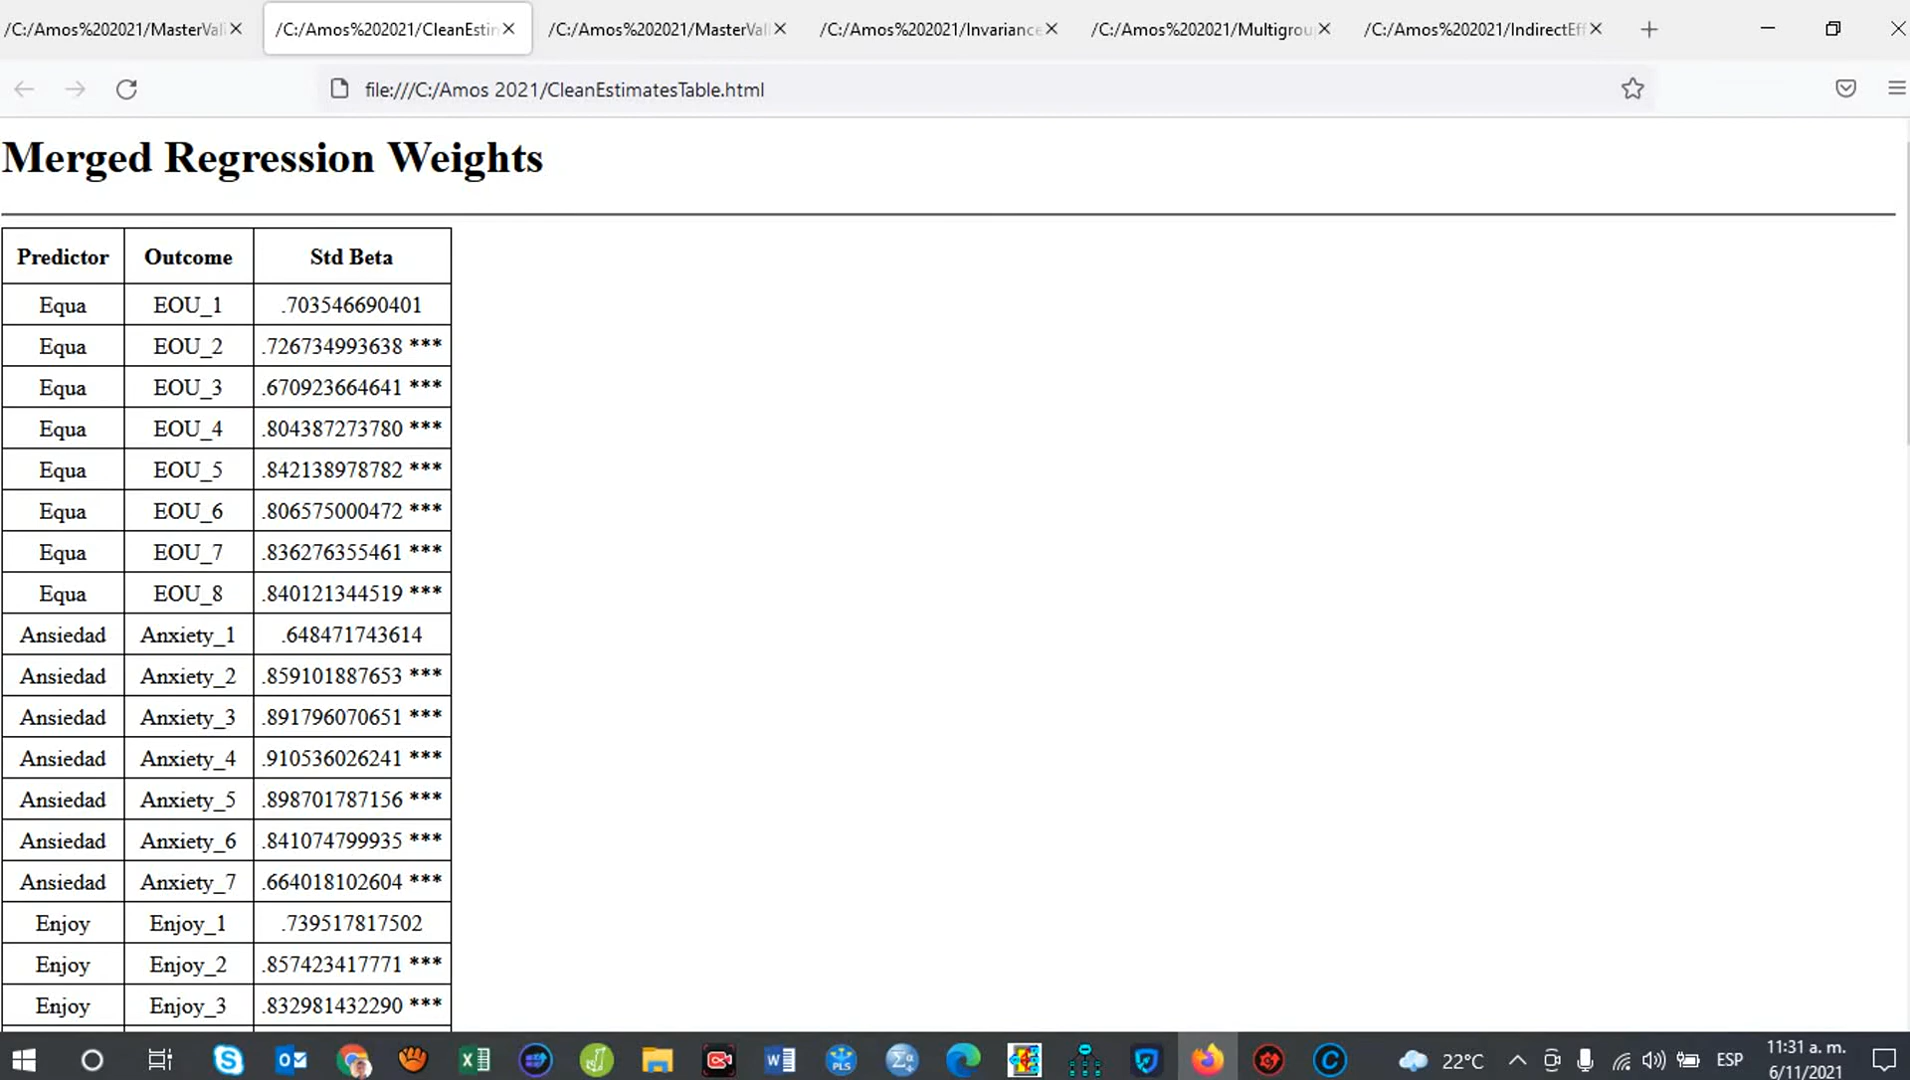 /C:/Amos%202021/MasterVali
/C:/Amos%202021/CleanEstin
/C:/Amos%202021/MasterVali
/C:/Amos%202021/Invariance
/C:/Amos%202021/Multigrou
/C:/Amos%202021/IndirectEff
file:///C:/Amos 2021/CleanEstimatesTable.html
Merged Regression Weights
Predictor Outcome Std Beta
Equa EOU_1 .703546690401
Equa EOU_2 .726734993638 ***
Equa EOU_3 .670923664641 ***
Equa EOU_4 .804387273780 ***
Equa EOU_5 .842138978782 ***
Equa EOU_6 .806575000472 ***
Equa EOU_7 .836276355461 ***
Equa EOU_8 .840121344519 ***
Ansiedad Anxiety_1 .648471743614
Ansiedad Anxiety_2 .859101887653 ***
Ansiedad Anxiety_3 .891796070651 ***
Ansiedad Anxiety_4 .910536026241 ***
Ansiedad Anxiety_5 .898701787156 ***
Ansiedad Anxiety_6 .841074799935 ***
Ansiedad Anxiety_7 .664018102604 ***
Enjoy Enjoy_1 .739517817502
Enjoy Enjoy_2 .857423417771 ***
Enjoy Enjoy_3 .832981432290 ***
PLS
22°C
ESP
11:31 a. m.
6/11/2021